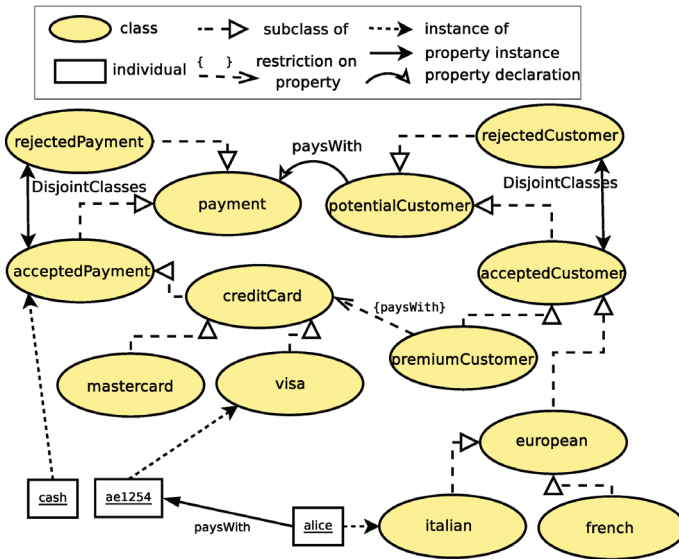 class
subclass of
instance of
property instance
individual
{ }
restriction on
property
property declaration
rejectedPayment
rejectedCustomer
paysWith
DisjointClasses
DisjointClasses
payment
potentialCustomer
acceptedPayment
acceptedCustomer
creditCard
{paysWith}
premiumCustomer
mastercard
visa
european
cash
ae1254
paysWith
alice
italian
french